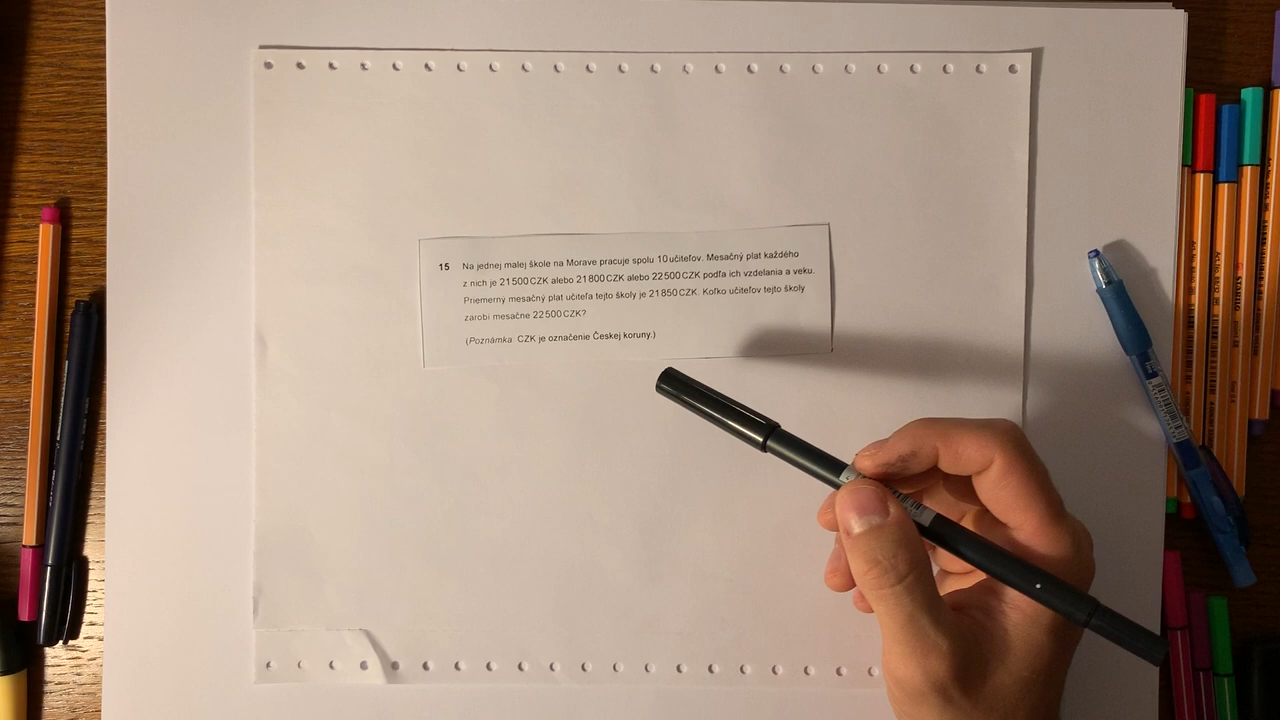 15 Na jednej malej škole na Morave pracuje spolu 10 učiteľov. Mesačný plat každého
z nich je 21 500 CZK alebo 21 800 CZK alebo 22 500 CZK podľa ich vzdelania a veku.
Priemerný mesačný plat učiteľa tejto školy je 21 850 CZK. Koľko učiteľov tejto školy
zarobí mesačne 22 500 CZK?
(Poznámka: CZK je označenie Českej koruny.)